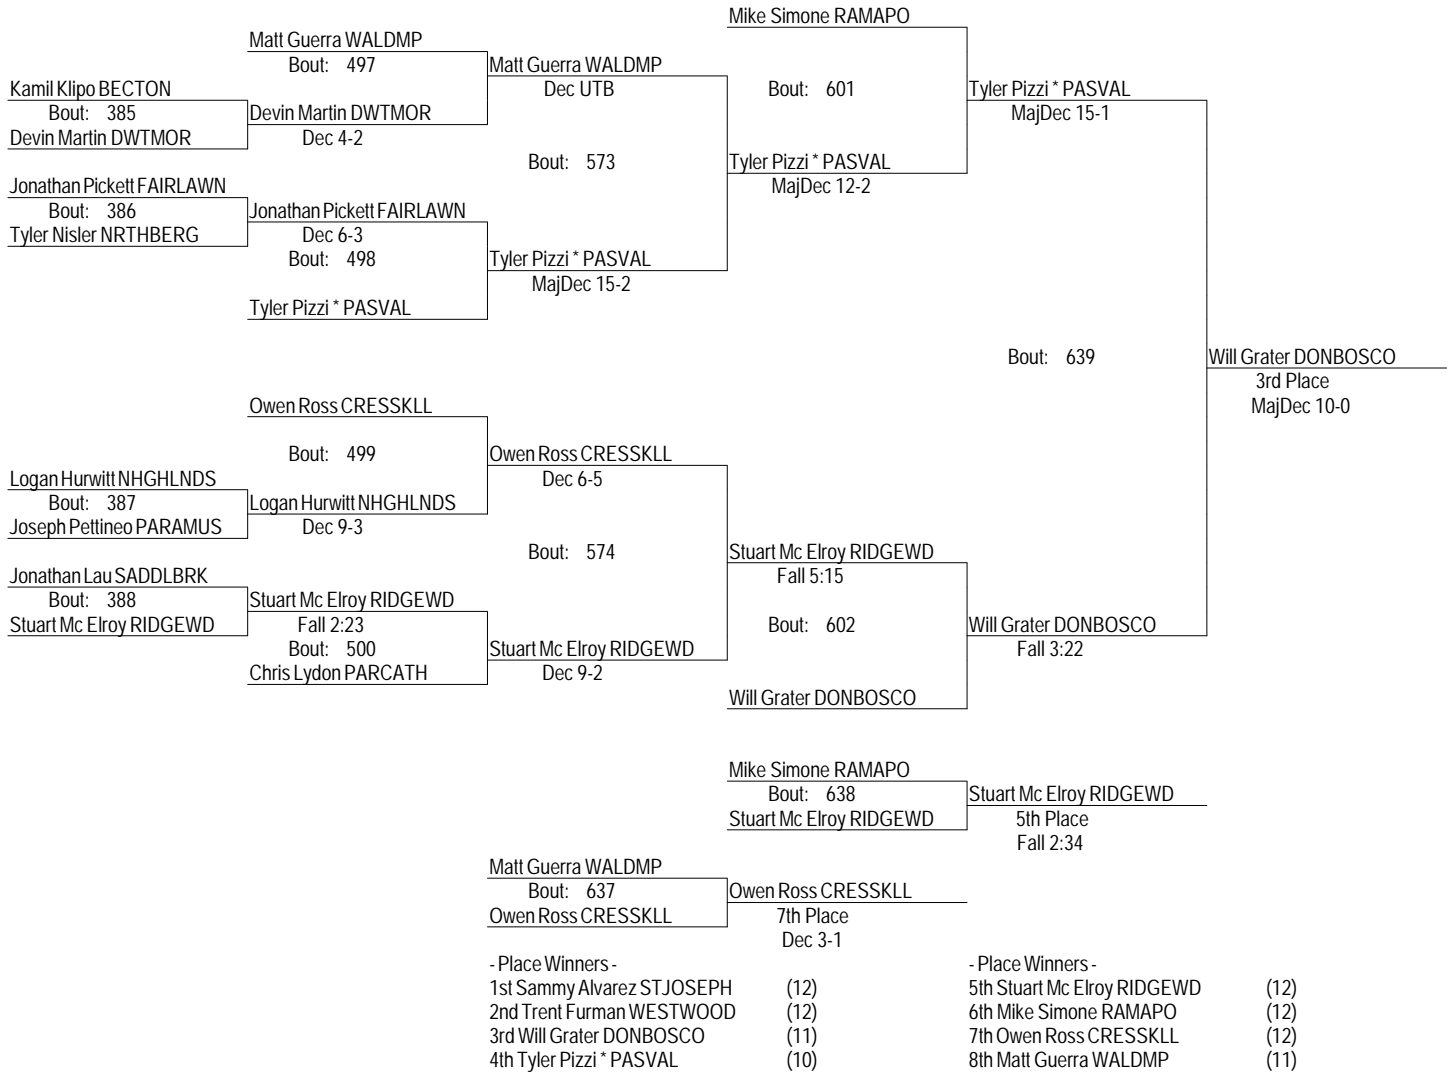 Mike Simone RAMAPO
Matt Guerra WALDMP
Bout: 497
Matt Guerra WALDMP
Dec UTB
Kamil Klipo BECTON
Bout: 385
Devin Martin DWTMOR
Devin Martin DWTMOR
Dec 4-2
Bout: 601
Tyler Pizzi * PASVAL
MajDec 15-1
Bout: 573
Tyler Pizzi * PASVAL
MajDec 12-2
Jonathan Pickett FAIRLAWN
Bout: 386
Tyler Nisler NRTHBERG
Jonathan Pickett FAIRLAWN
Dec 6-3
Bout: 498
Tyler Pizzi * PASVAL
Tyler Pizzi * PASVAL
MajDec 15-2
Bout: 639
Will Grater DONBOSCO
3rd Place
MajDec 10-0
Owen Ross CRESSKLL
Bout: 499
Owen Ross CRESSKLL
Dec 6-5
Logan Hurwitt NHGHLNDS
Bout: 387
Joseph Pettineo PARAMUS
Logan Hurwitt NHGHLNDS
Dec 9-3
Bout: 574
Stuart Mc Elroy RIDGEWD
Fall 5:15
Jonathan Lau SADDLBRK
Bout: 388
Stuart Mc Elroy RIDGEWD
Stuart Mc Elroy RIDGEWD
Fall 2:23
Bout: 500
Chris Lydon PARCATH
Stuart Mc Elroy RIDGEWD
Dec 9-2
Bout: 602
Will Grater DONBOSCO
Fall 3:22
Will Grater DONBOSCO
Mike Simone RAMAPO
Bout: 638
Stuart Mc Elroy RIDGEWD
Stuart Mc Elroy RIDGEWD
5th Place
Fall 2:34
Matt Guerra WALDMP
Bout: 637
Owen Ross CRESSKLL
Owen Ross CRESSKLL
7th Place
Dec 3-1
- Place Winners -
1st Sammy Alvarez STJOSEPH (12)
2nd Trent Furman WESTWOOD (12)
3rd Will Grater DONBOSCO (11)
4th Tyler Pizzi * PASVAL (10)
- Place Winners -
5th Stuart Mc Elroy RIDGEWD (12)
6th Mike Simone RAMAPO (12)
7th Owen Ross CRESSKLL (12)
8th Matt Guerra WALDMP (11)